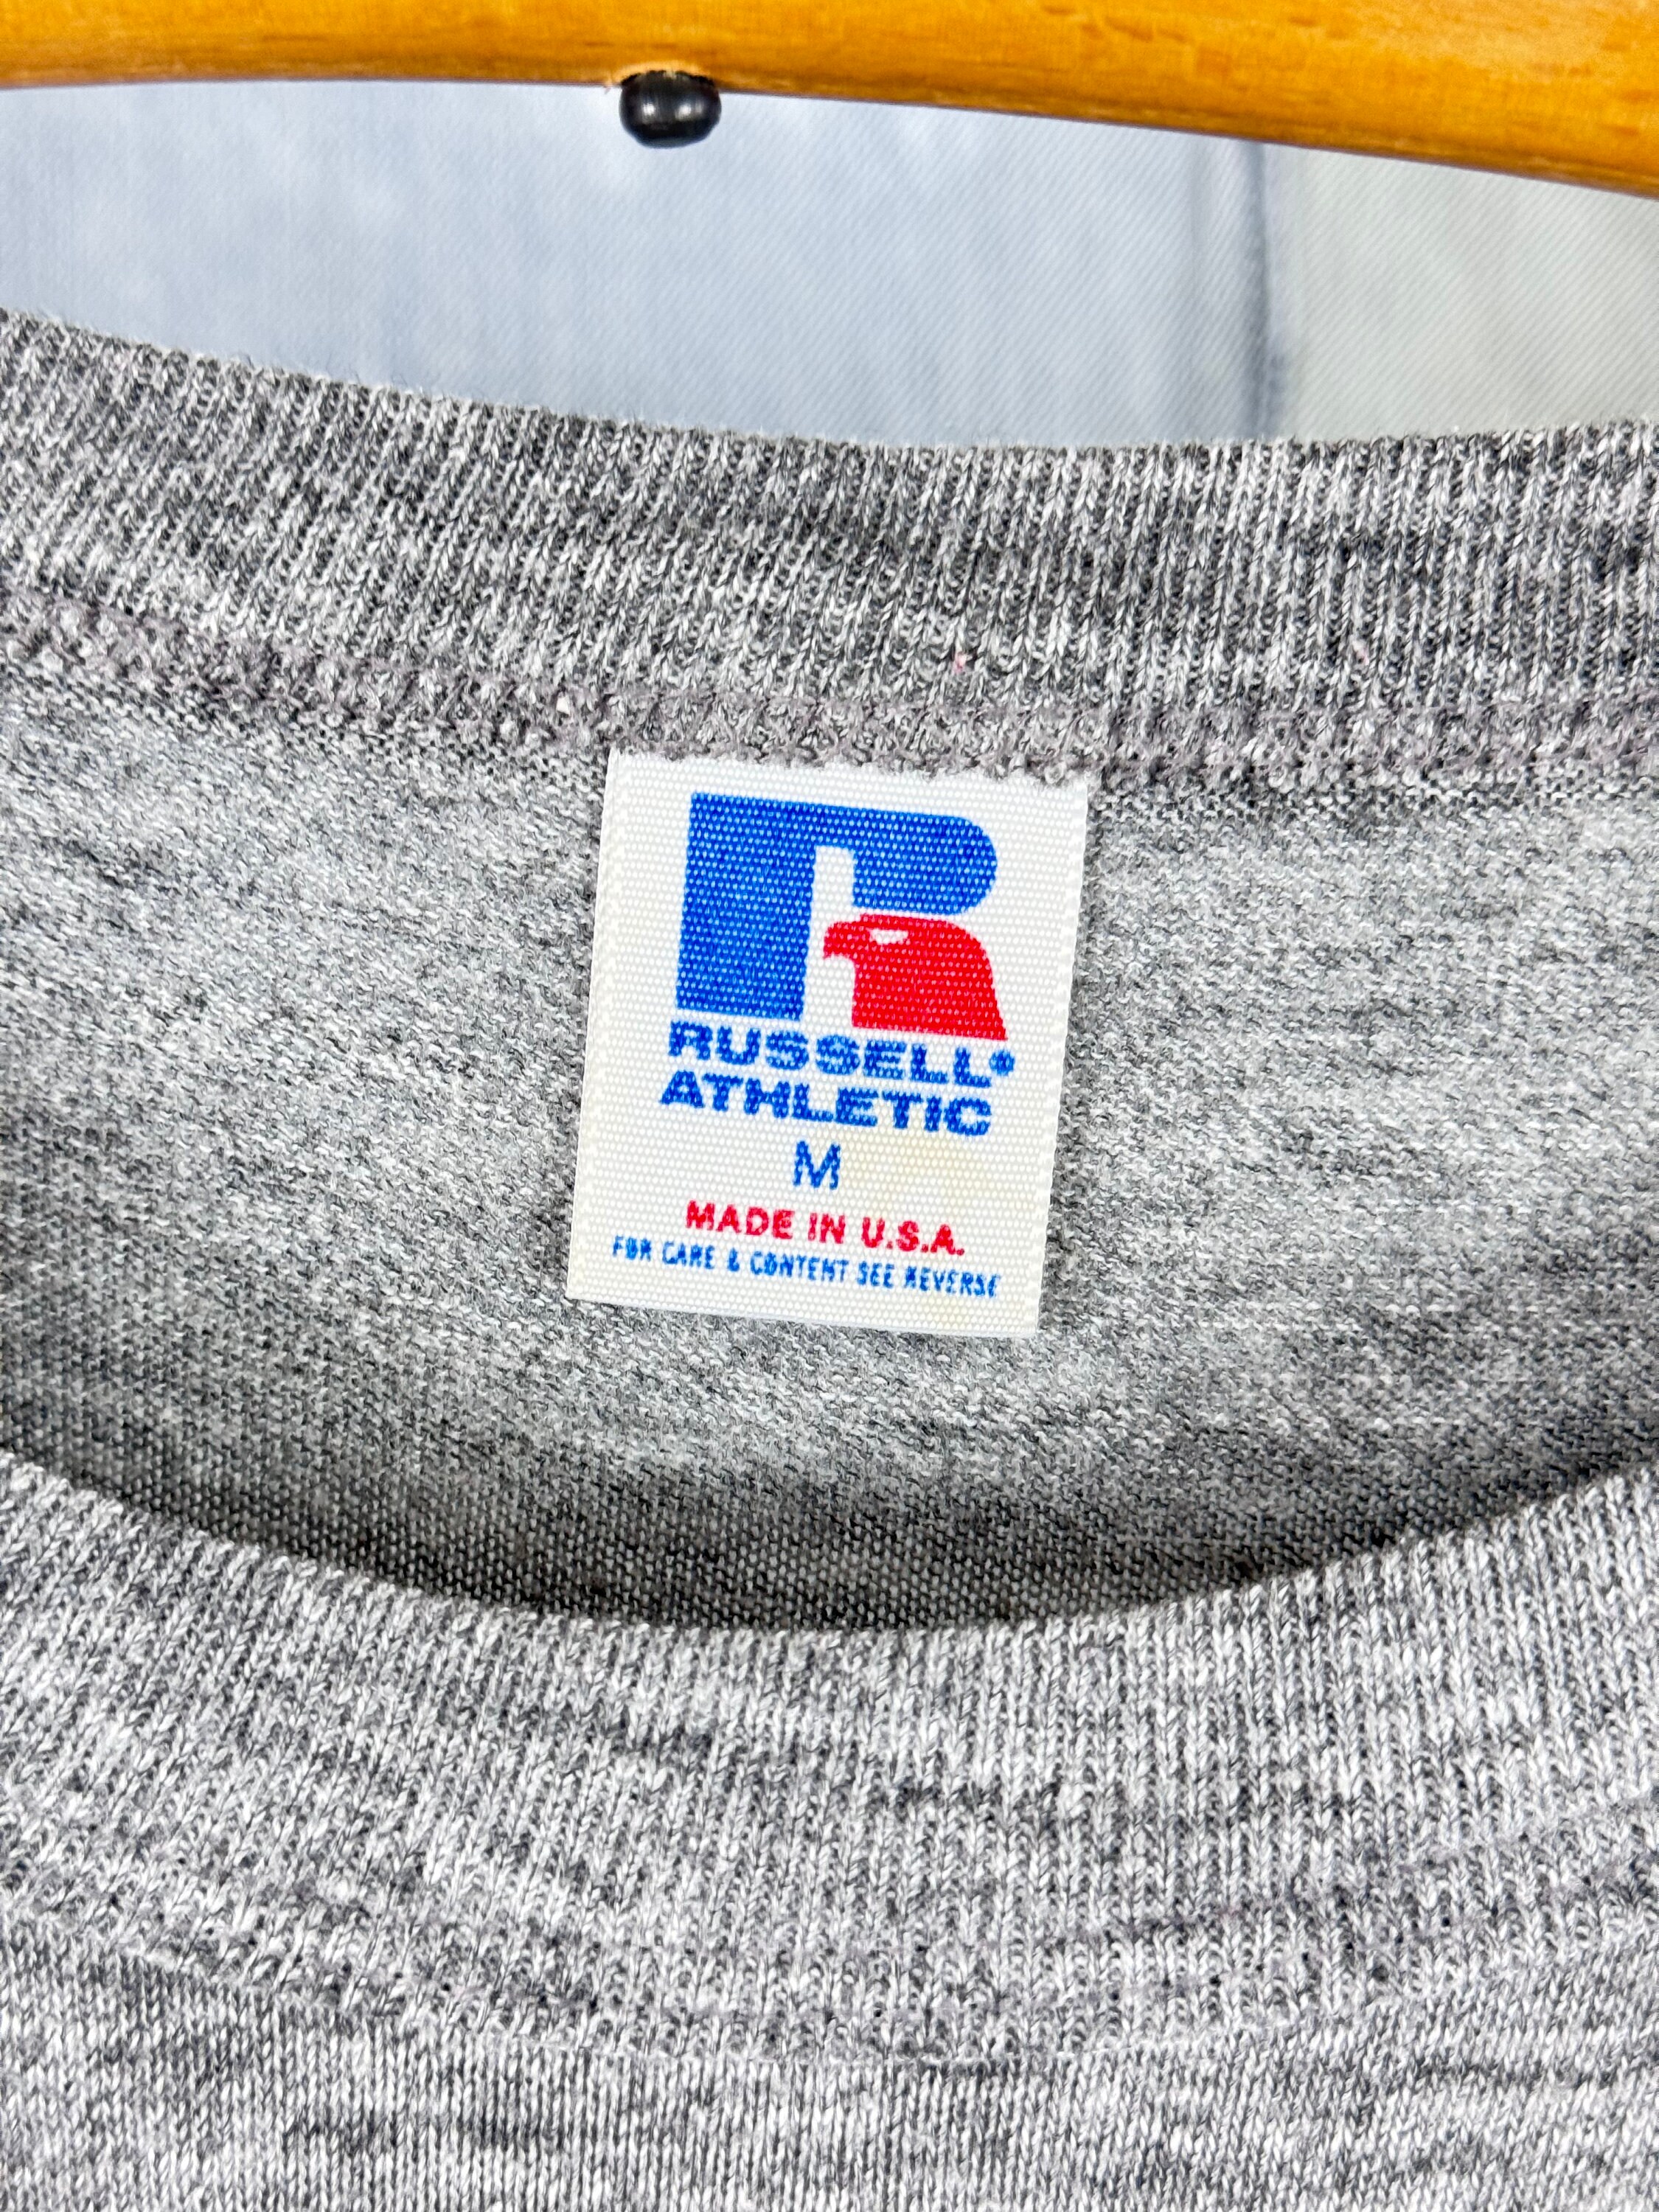 R
RUSSELL®
ATHLETIC
M
MADE IN U.S.A.
FOR CARE & CONTENT SEE REVERSE